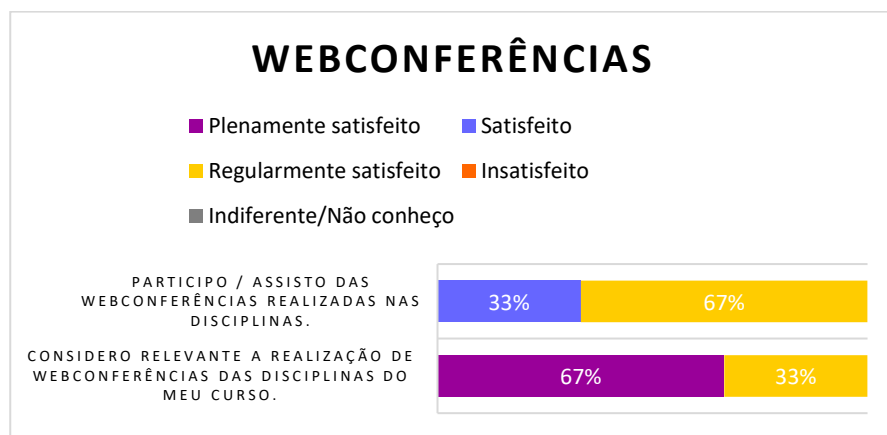 WEBCONFERÊNCIAS
Plenamente satisfeito
Satisfeito
Regularmente satisfeito
Insatisfeito
Indiferente/Não conheço
PARTICIPO / ASSISTO DAS
WEBCONFERÊNCIAS REALIZADAS NAS
DISCIPLINAS.
33%
67%
CONSIDERO RELEVANTE A REALIZAÇÃO DE
WEBCONFERÊNCIAS DAS DISCIPLINAS DO
MEU CURSO.
67%
33%